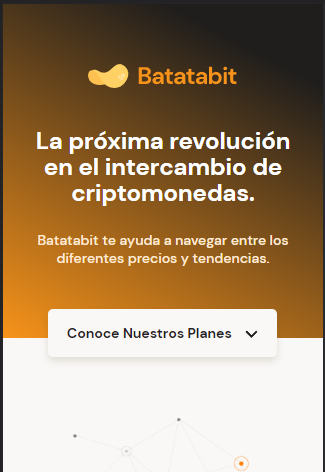 Batatabit
La próxima revolución
en el intercambio de
criptomonedas.
Batatabit te ayuda a navegar entre los
diferentes precios y tendencias.
Conoce Nuestros Planes